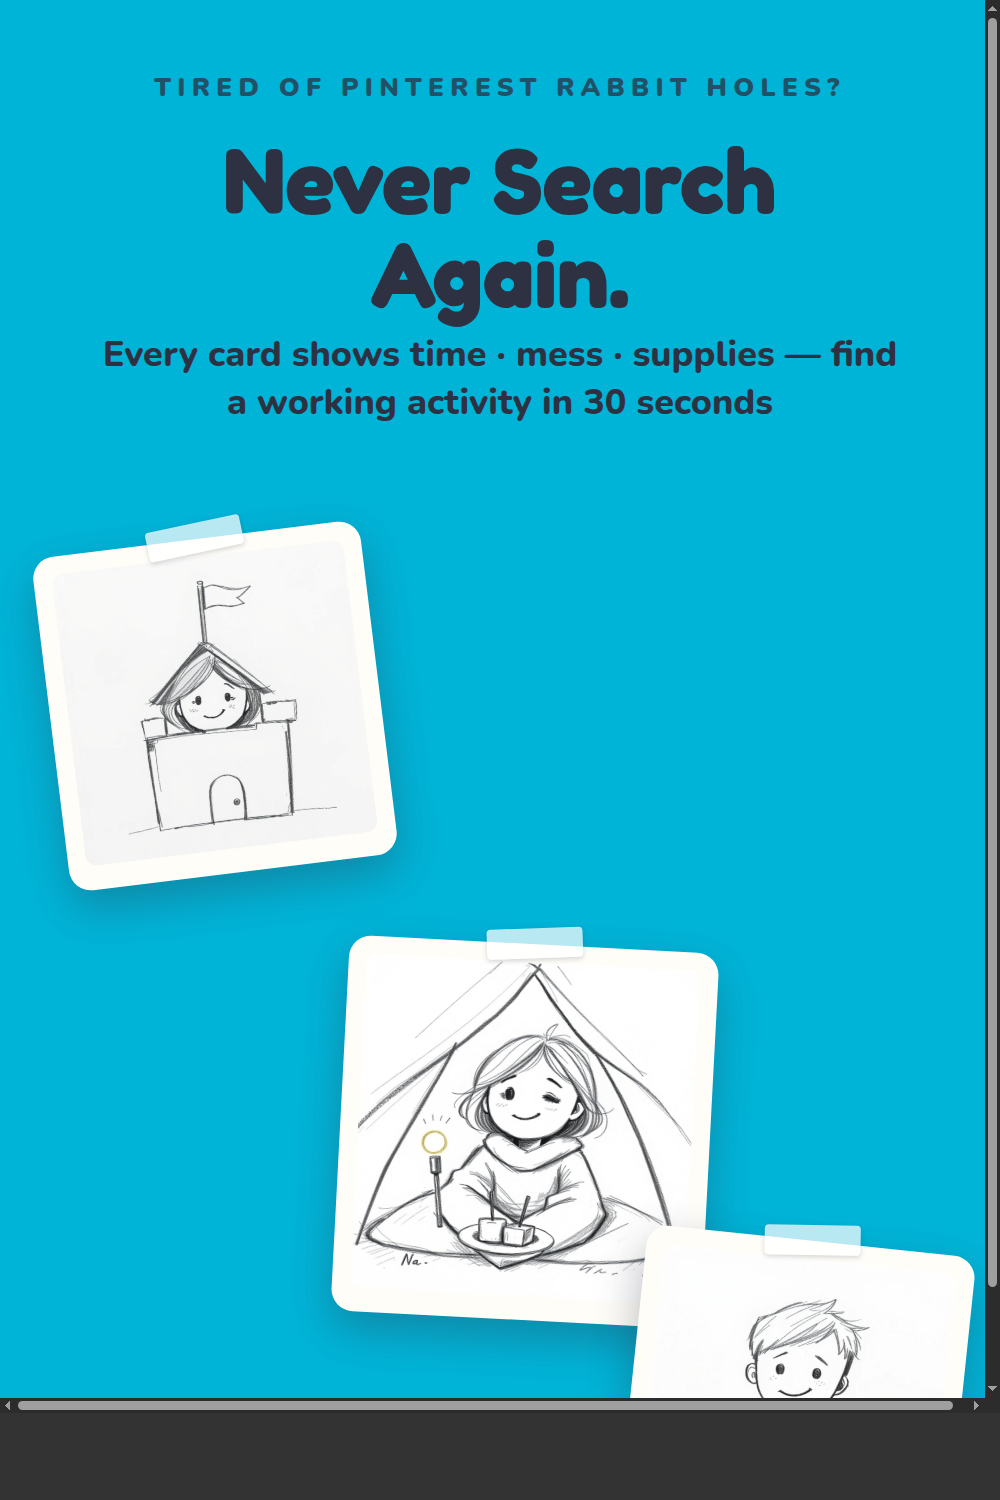 TIRED OF PINTEREST RABBIT HOLES?
Never Search
Again.
Every card shows time · mess · supplies — find
a working activity in 30 seconds
Na.